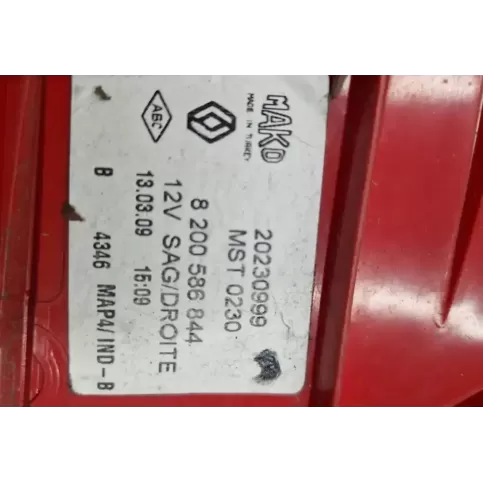 MAKO
MADE IN TURKEY
ABC
20230999
MST 0230
8 200 586 844
12V SAG/DROITE
13.03.09 15:09
B 4346 MAP4/IND-B